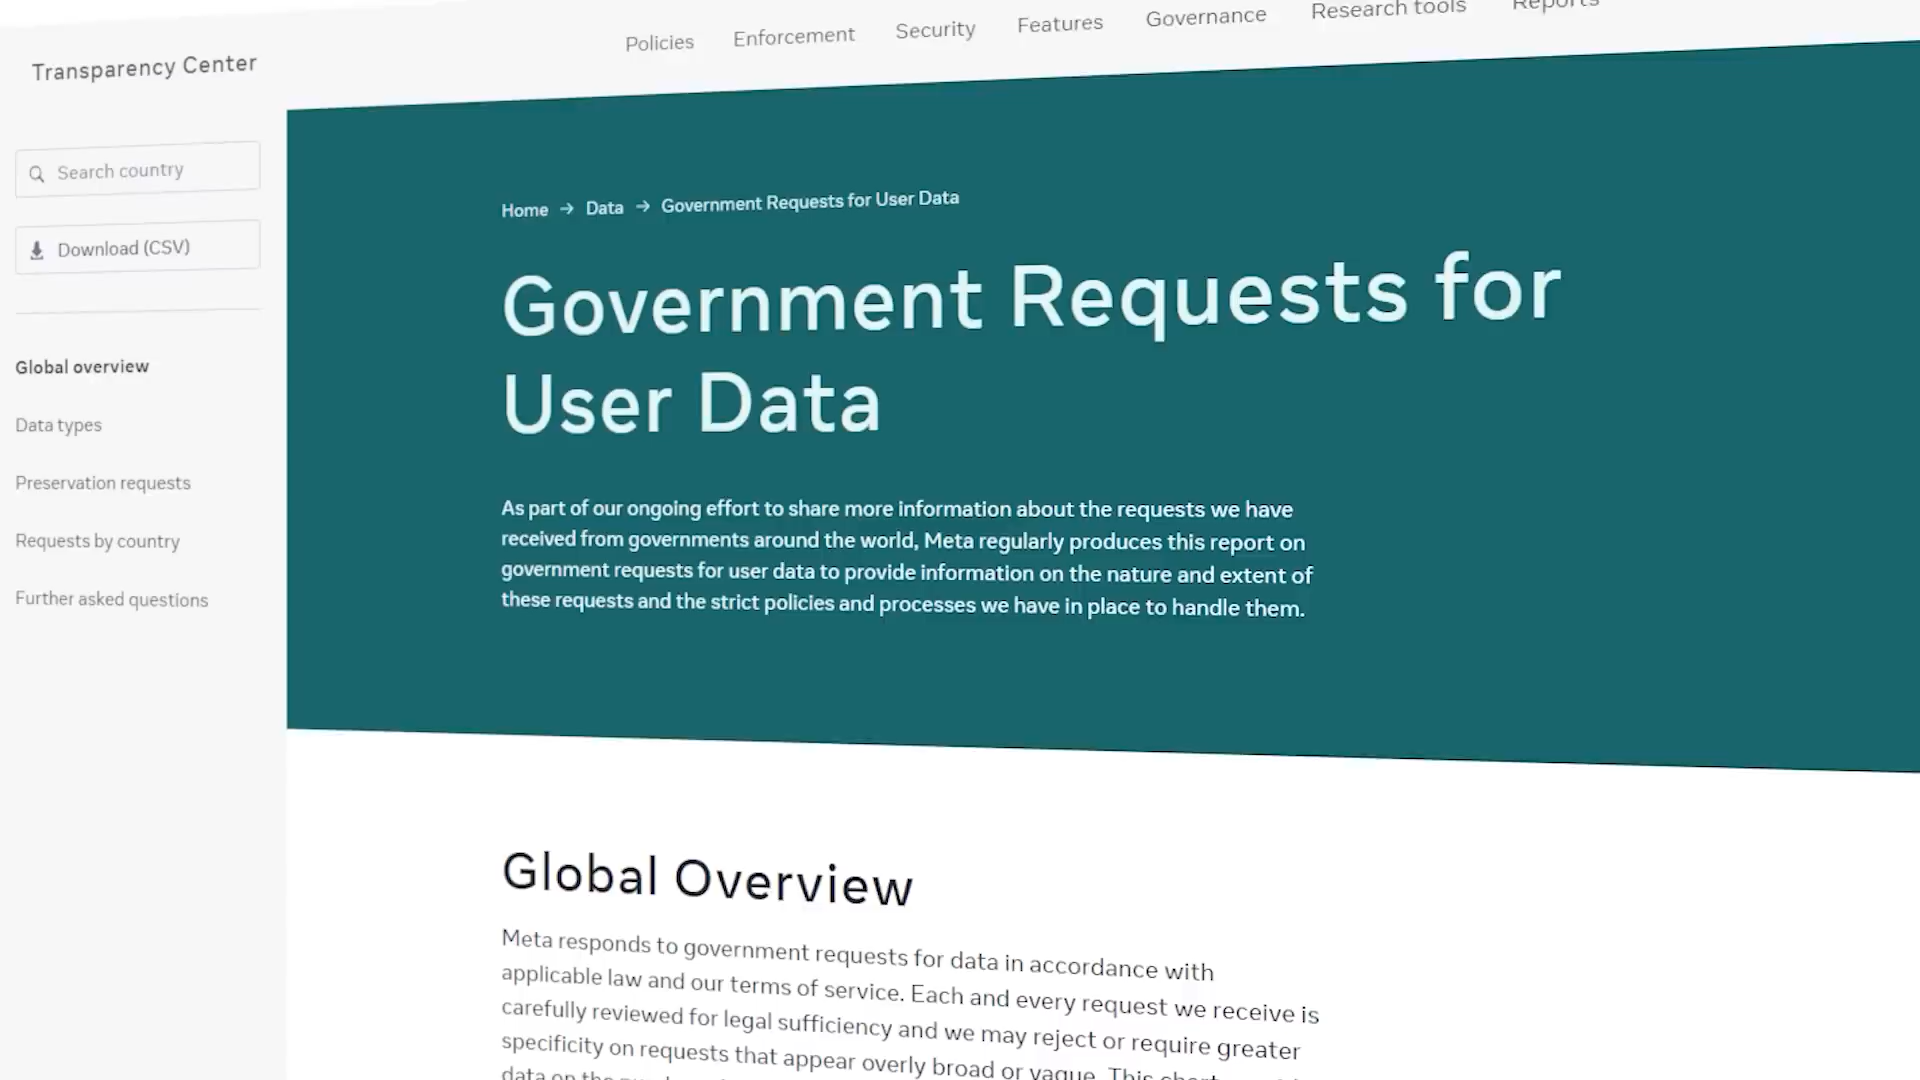 Transparency Center
Policies
Enforcement
Security
Features
Governance
Research tools
Reports
Search country
Download (CSV)
Global overview
Data types
Preservation requests
Requests by country
Further asked questions
Home → Data → Government Requests for User Data
Government Requests for
User Data
As part of our ongoing effort to share more information about the requests we have
received from governments around the world, Meta regularly produces this report on
government requests for user data to provide information on the nature and extent of
these requests and the strict policies and processes we have in place to handle them.
Global Overview
Meta responds to government requests for data in accordance with
applicable law and our terms of service. Each and every request we receive is
carefully reviewed for legal sufficiency and we may reject or require greater
specificity on requests that appear overly broad or vague. This chart
data on the